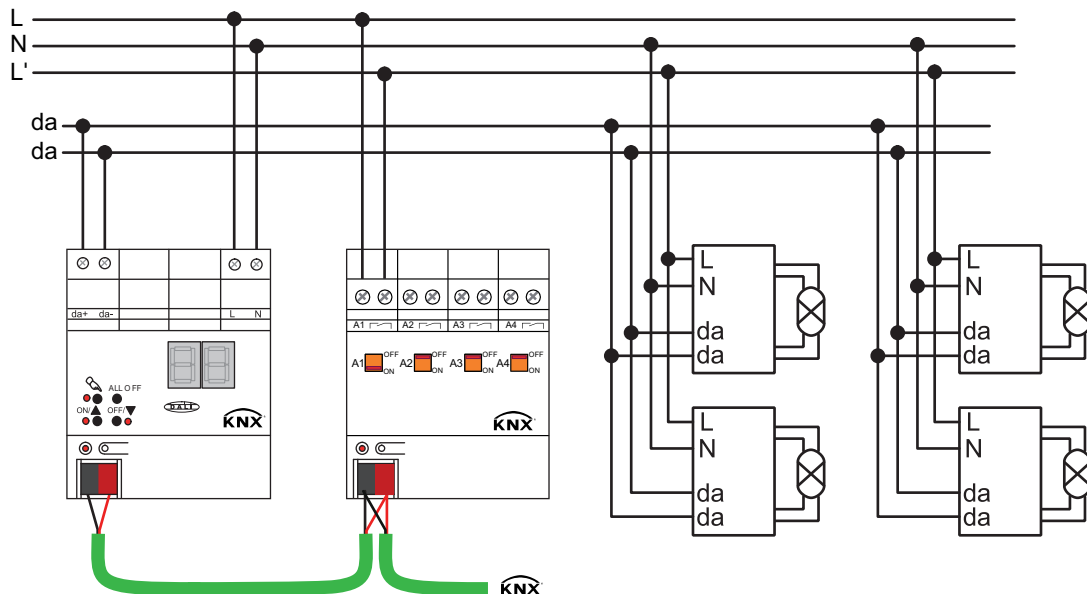 L
N
L'
da
da
da+ da- L N
88
ALL OFF
ON/▲ OFF/▼
DALI
KNX
A1 A2 A3 A4
A1 OFF ON A2 OFF ON A3 OFF ON A4 OFF ON
KNX
L
N
da
da
L
N
da
da
L
N
da
da
L
N
da
da
KNX